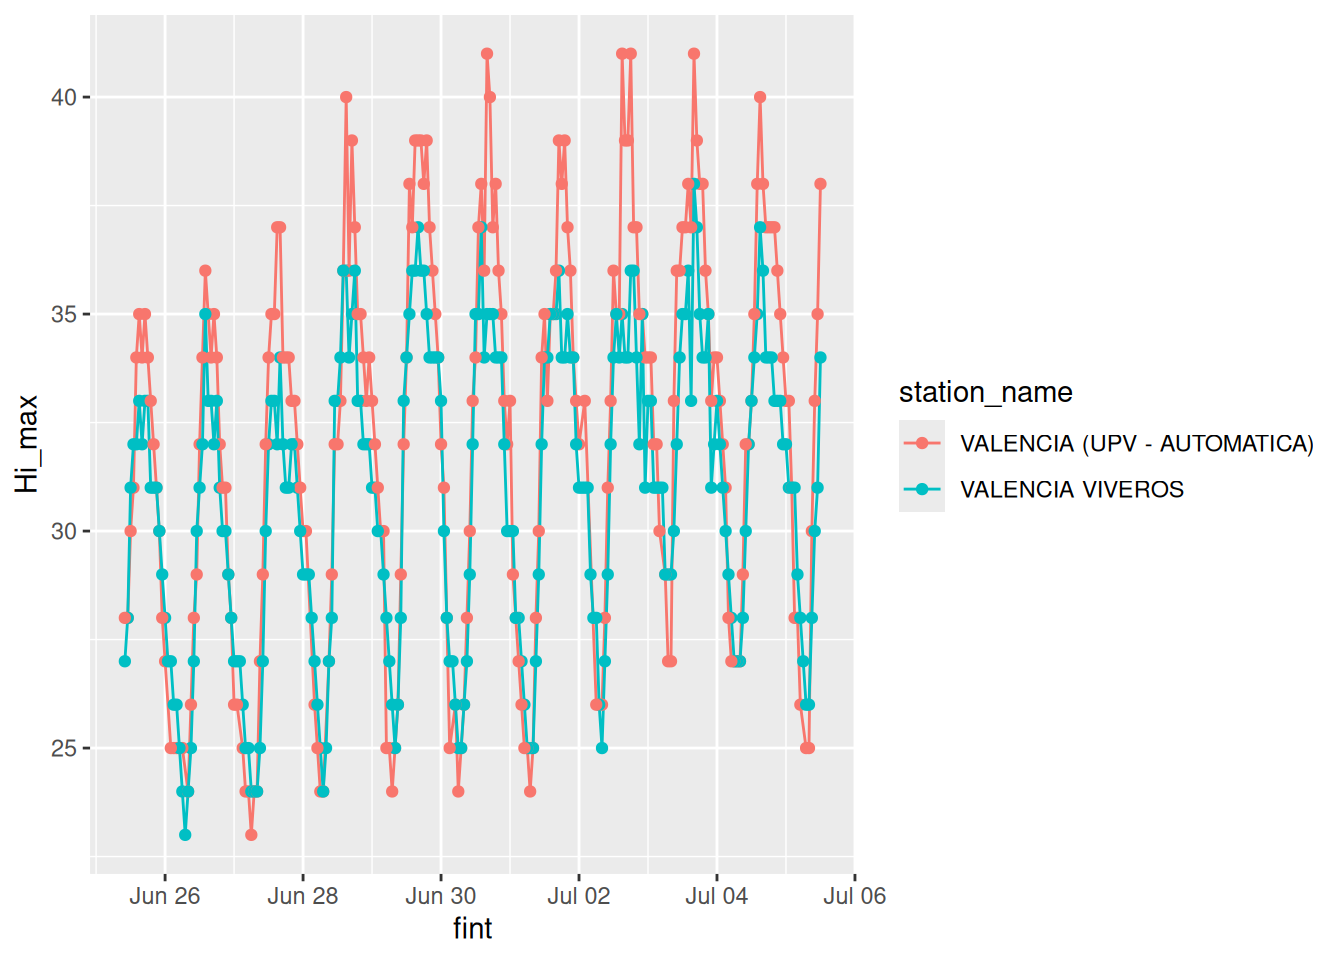 40
35
30
25
Hi_max
Jun 26
Jun 28
Jun 30
Jul 02
Jul 04
Jul 06
fint
station_name
VALENCIA (UPV - AUTOMATICA)
VALENCIA VIVEROS